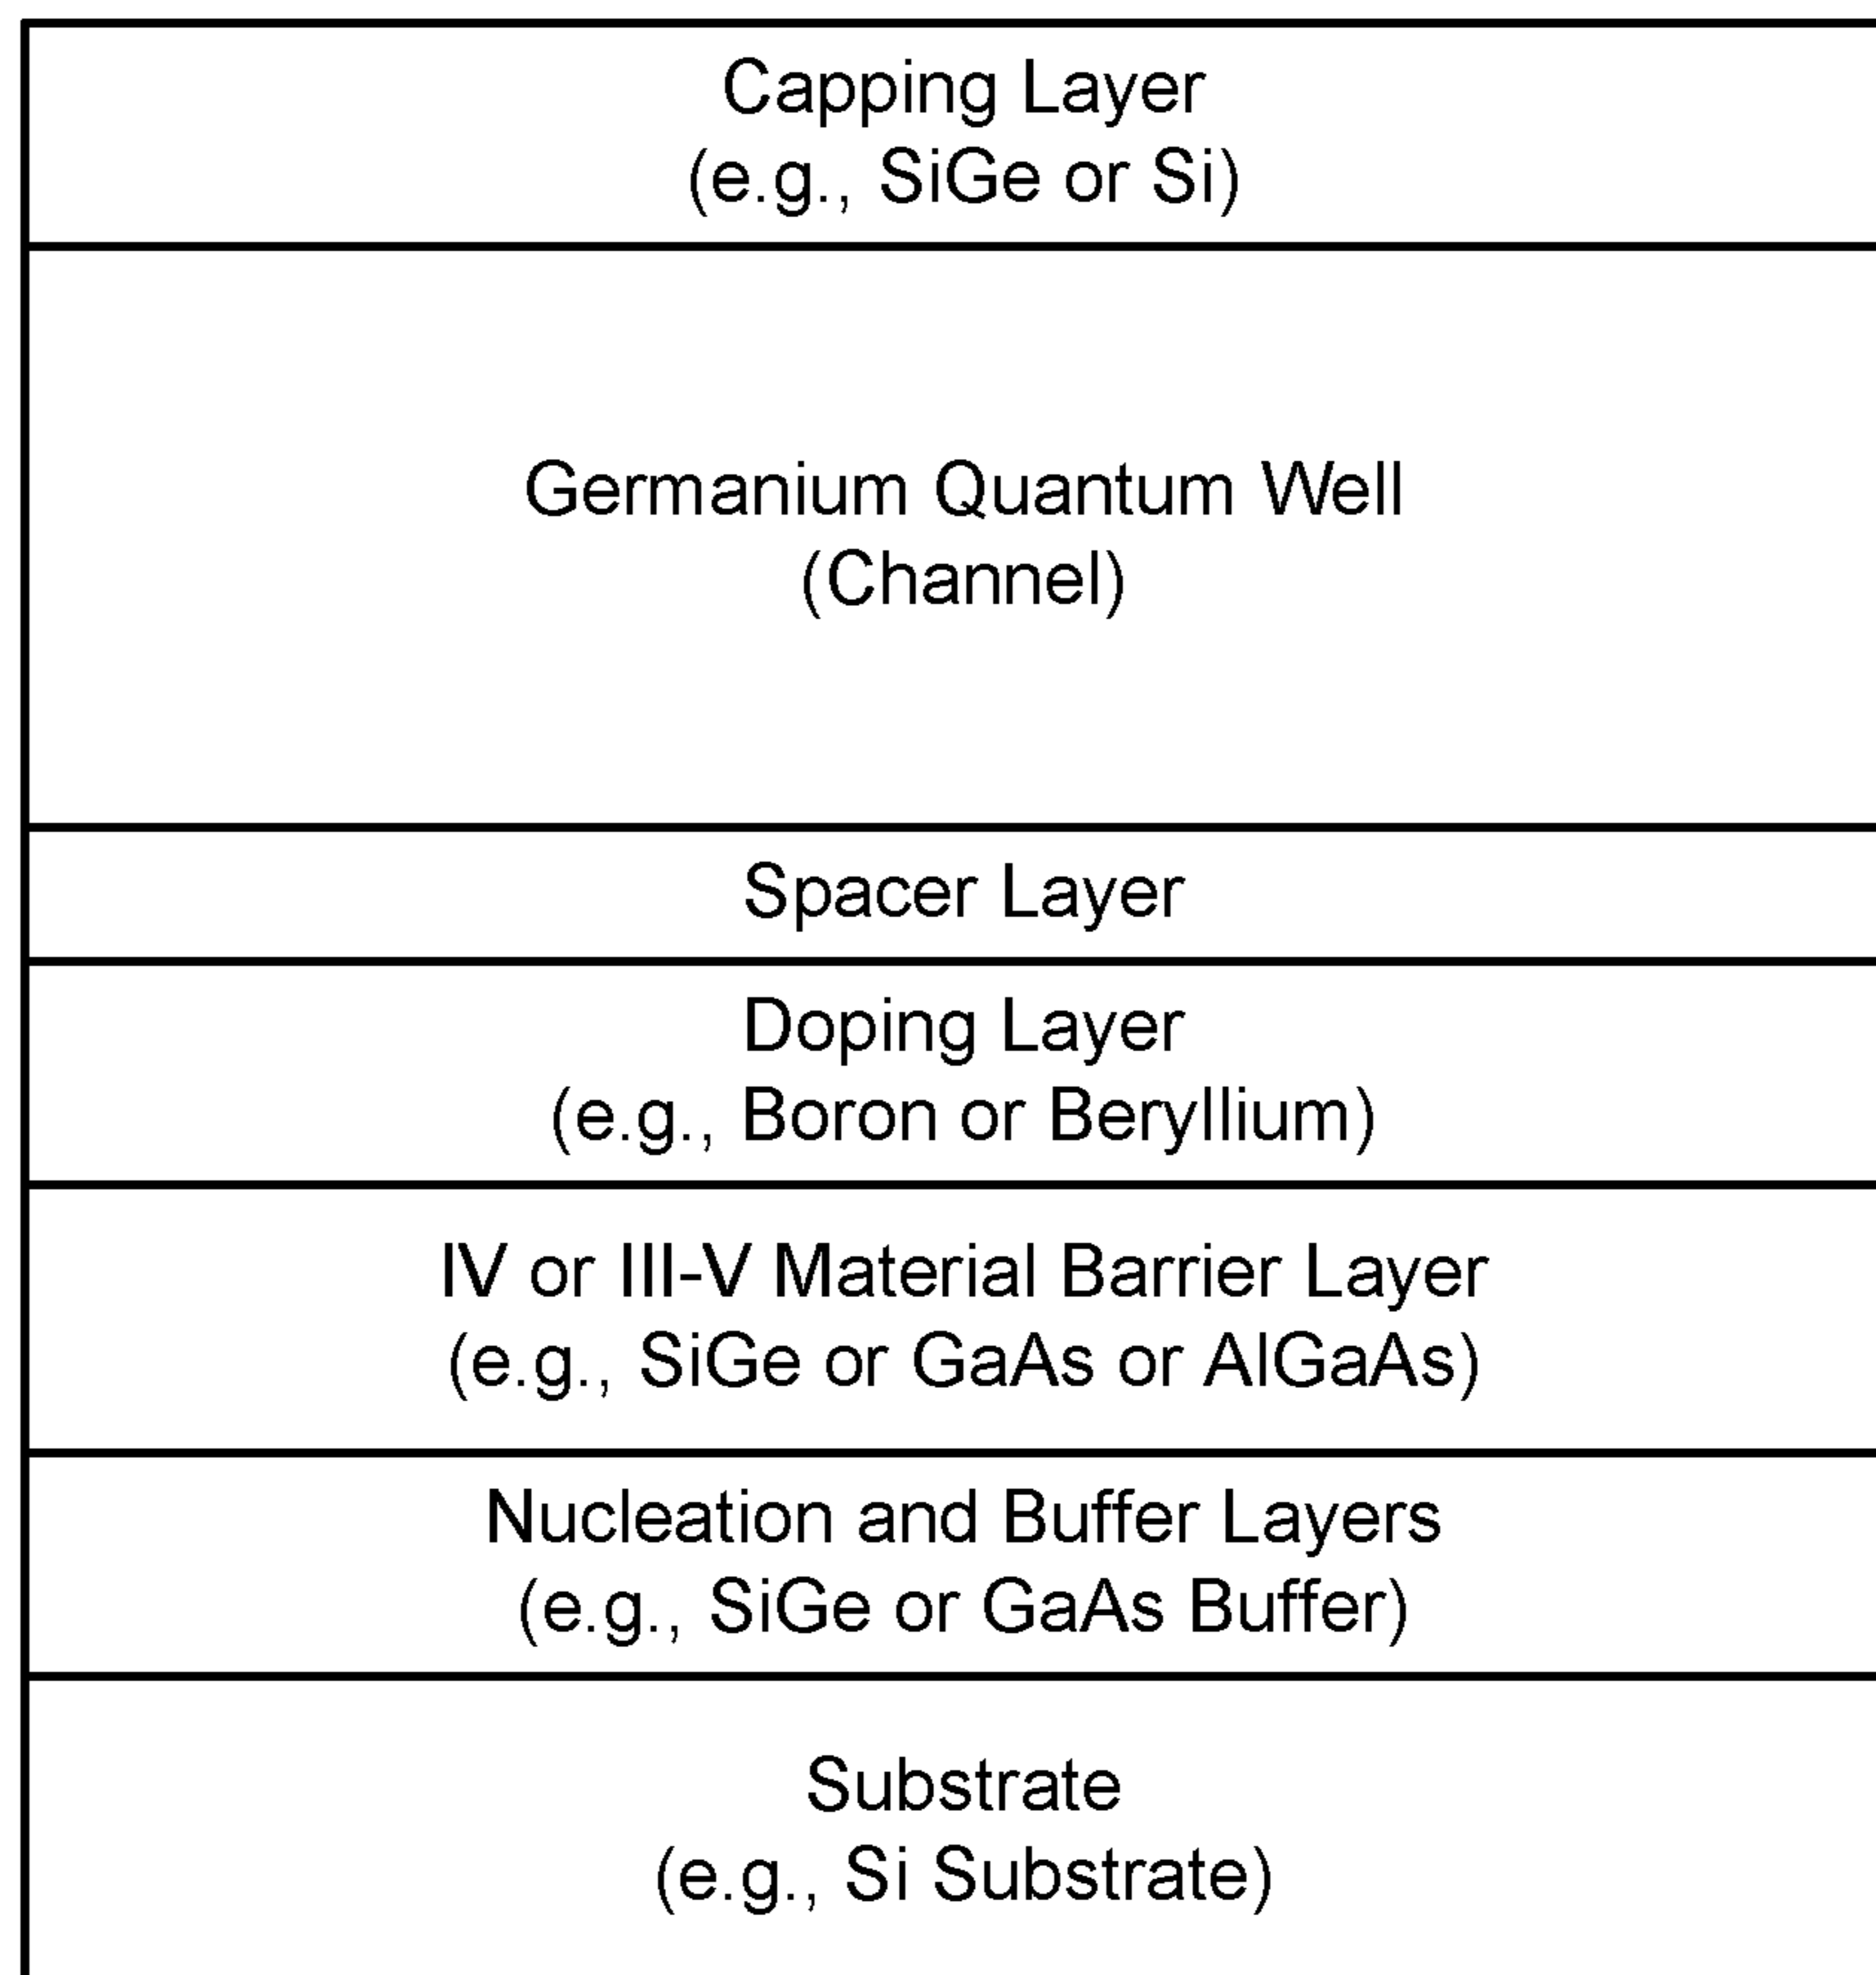 Capping Layer
(e.g., SiGe or Si)
Germanium Quantum Well
(Channel)
Spacer Layer
Doping Layer
(e.g., Boron or Beryllium)
IV or III-V Material Barrier Layer
(e.g., SiGe or GaAs or AlGaAs)
Nucleation and Buffer Layers
(e.g., SiGe or GaAs Buffer)
Substrate
(e.g., Si Substrate)